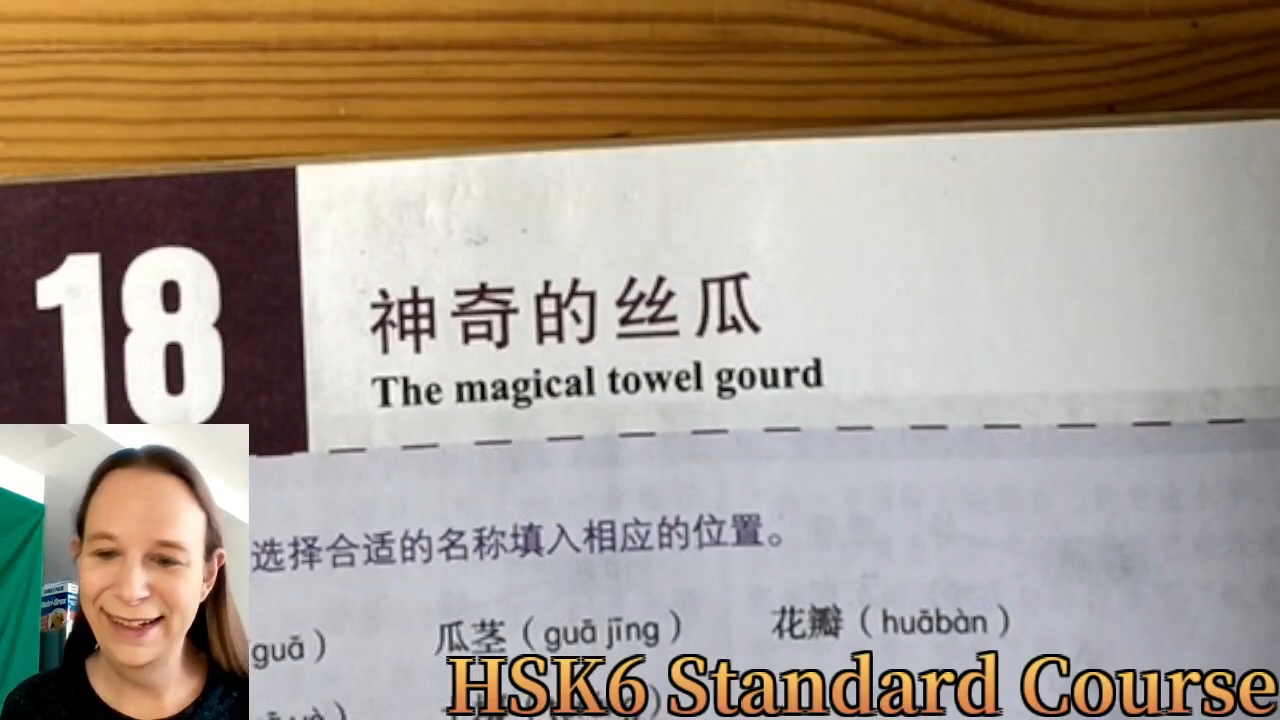 18
神奇的丝瓜
The magical towel gourd
选择合适的名称填入相应的位置。
guā） 瓜茎（guā jīng） 花瓣（huābàn）
HSK6 Standard Course